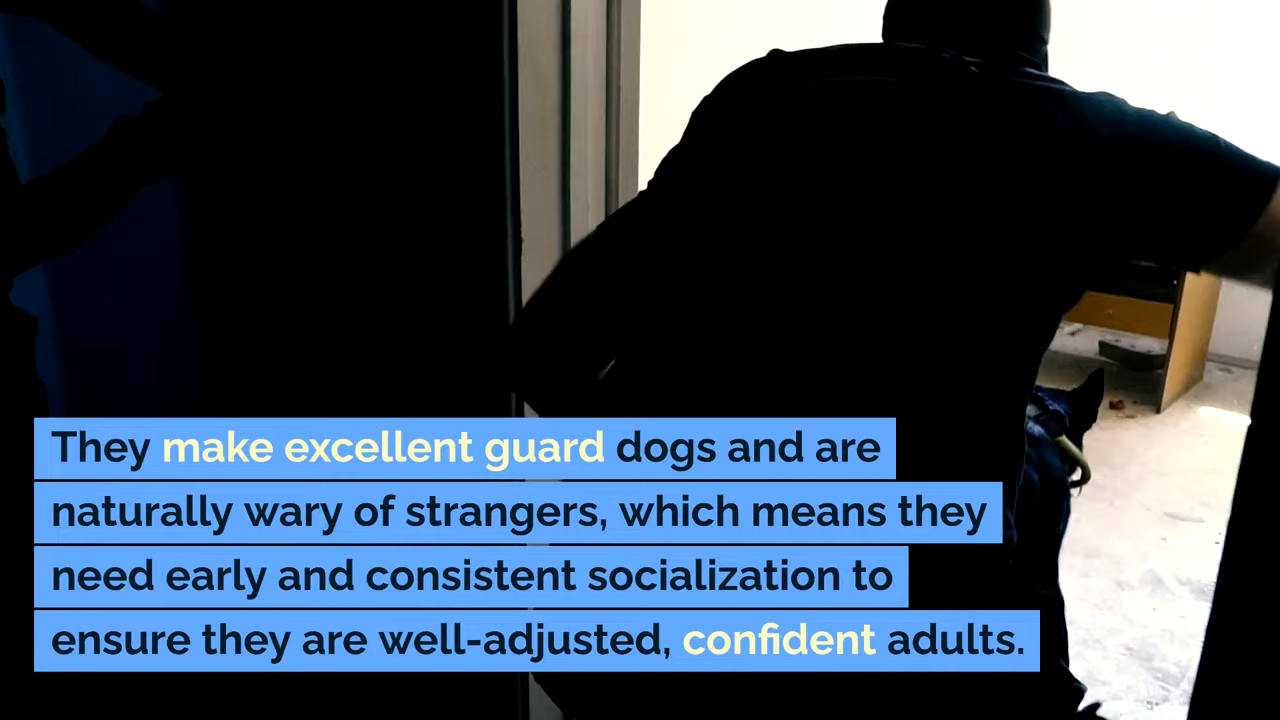 They make excellent guard dogs and are
naturally wary of strangers, which means they
need early and consistent socialization to
ensure they are well-adjusted, confident adults.